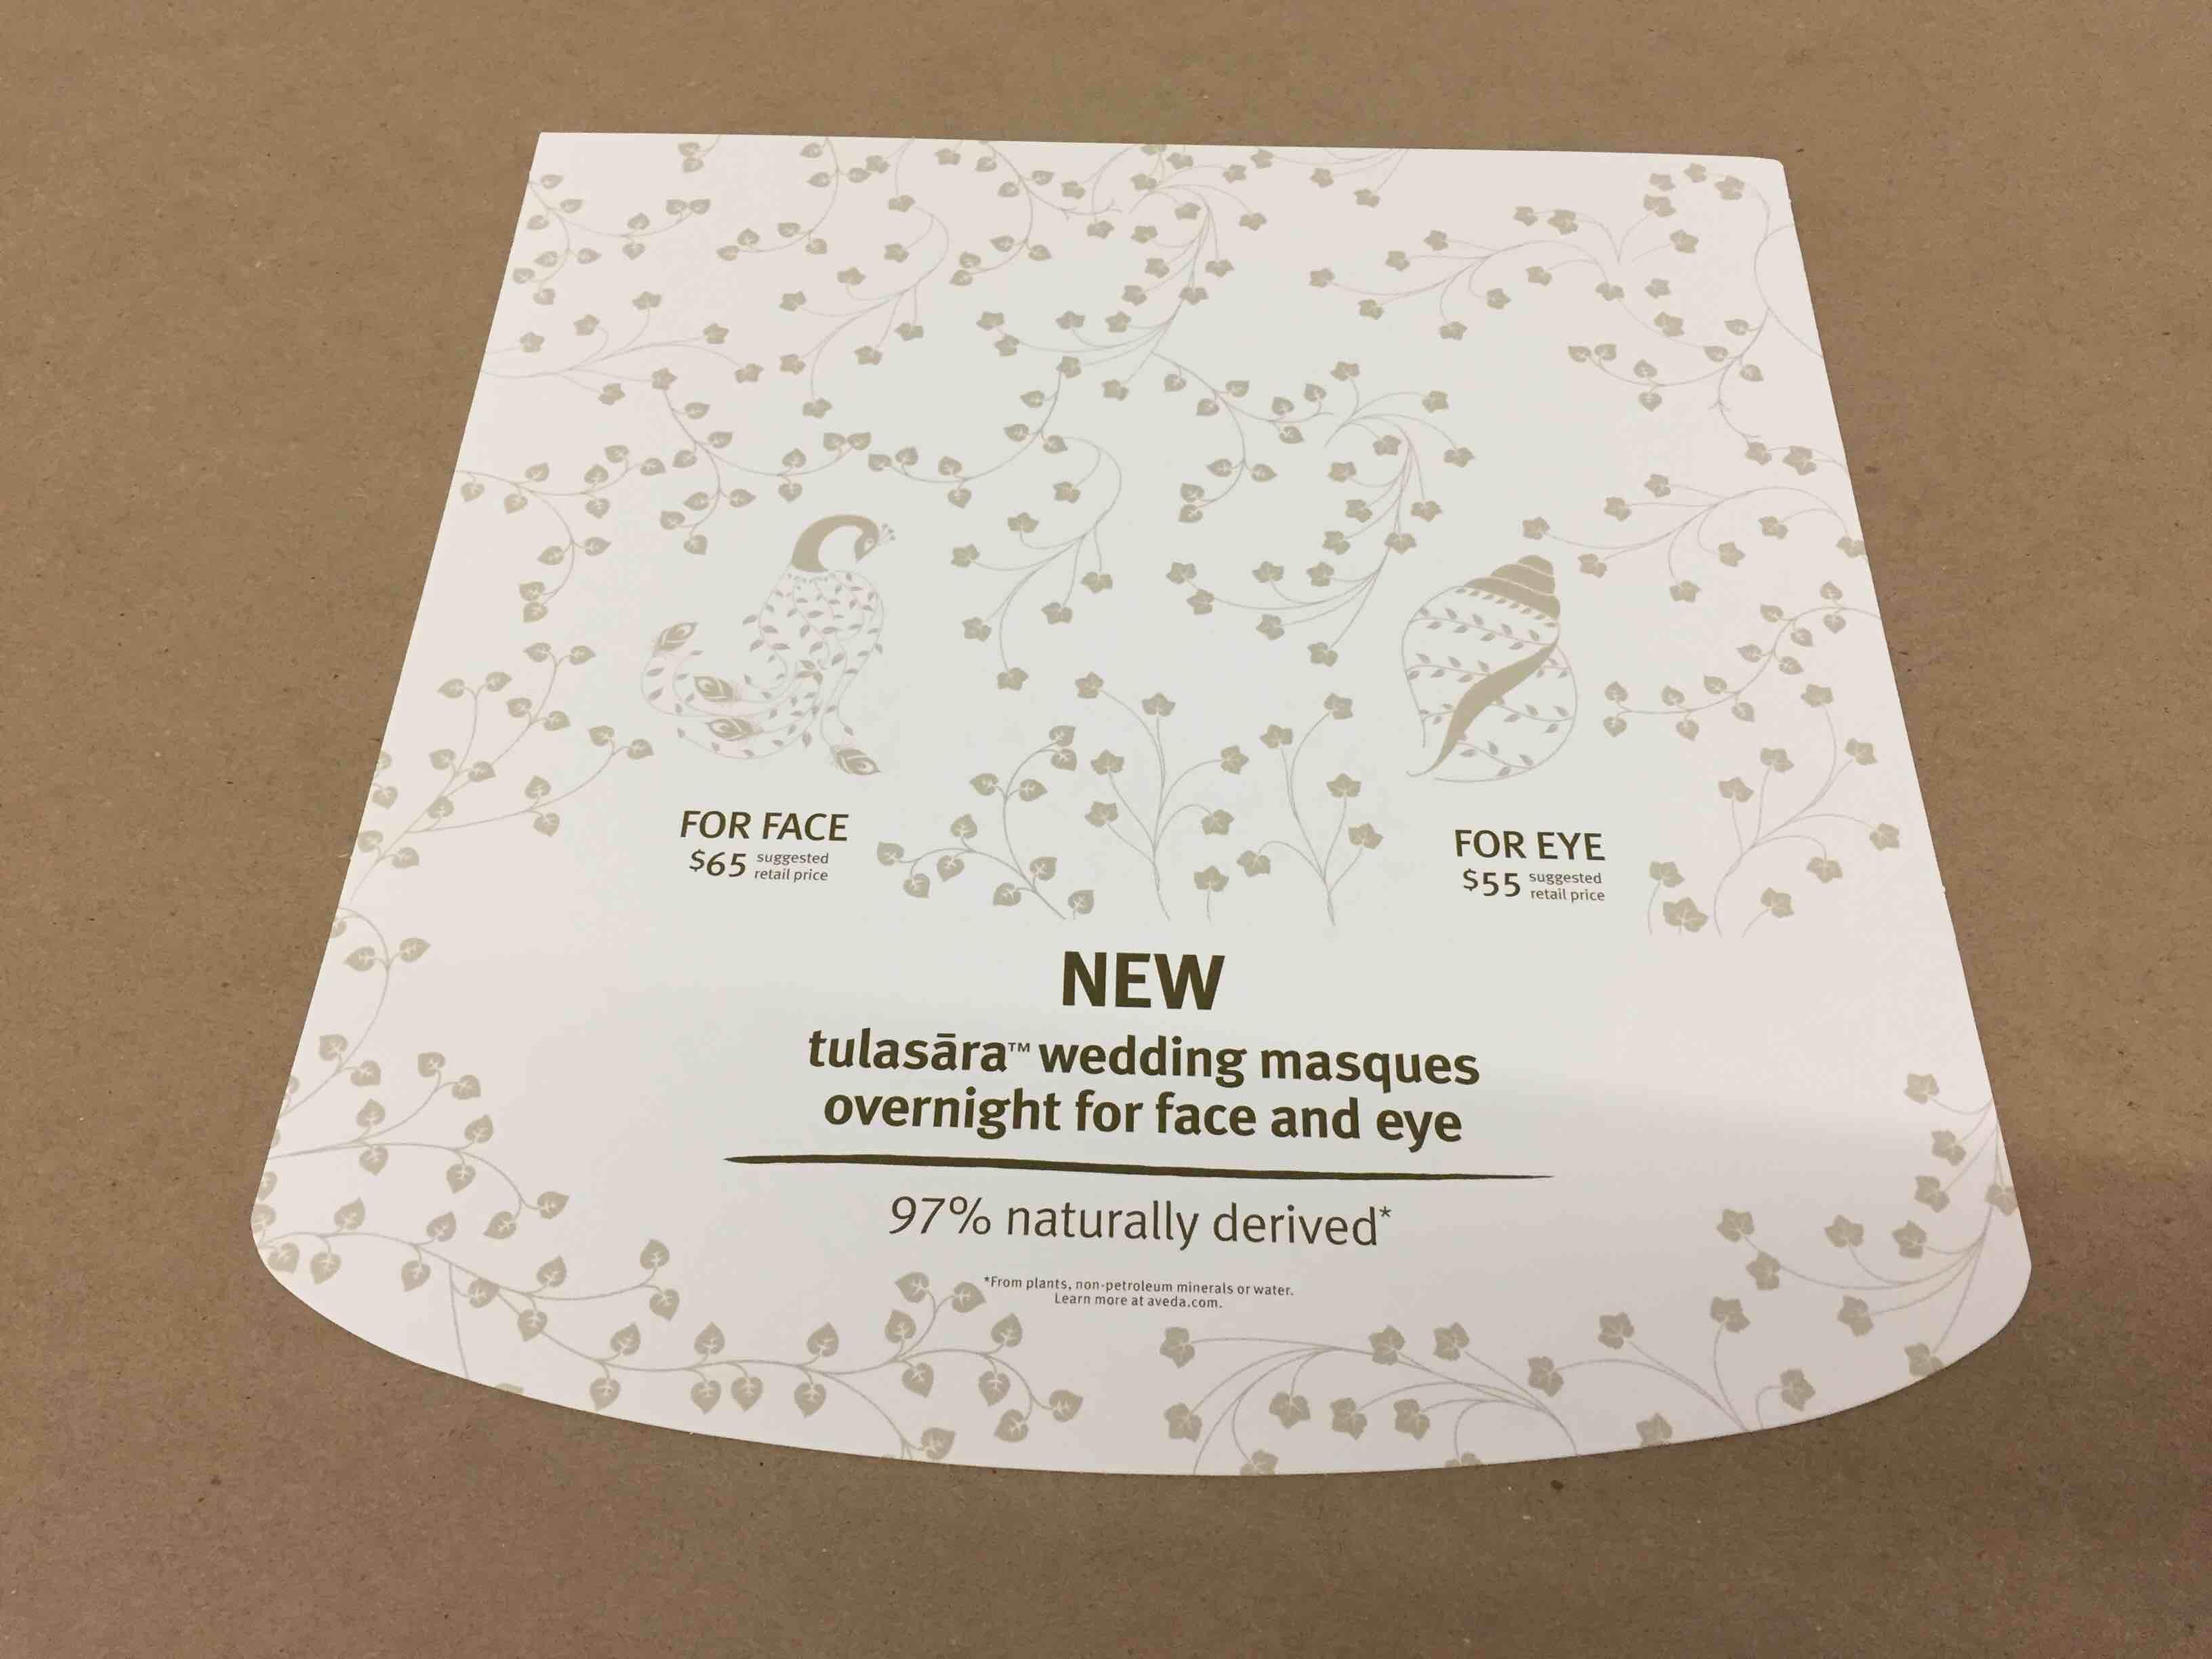 FOR FACE
$65 suggested
retail price
FOR EYE
$55 suggested
retail price
NEW
tulasāra™ wedding masques
overnight for face and eye
97% naturally derived*
*From plants, non-petroleum minerals or water.
Learn more at aveda.com.